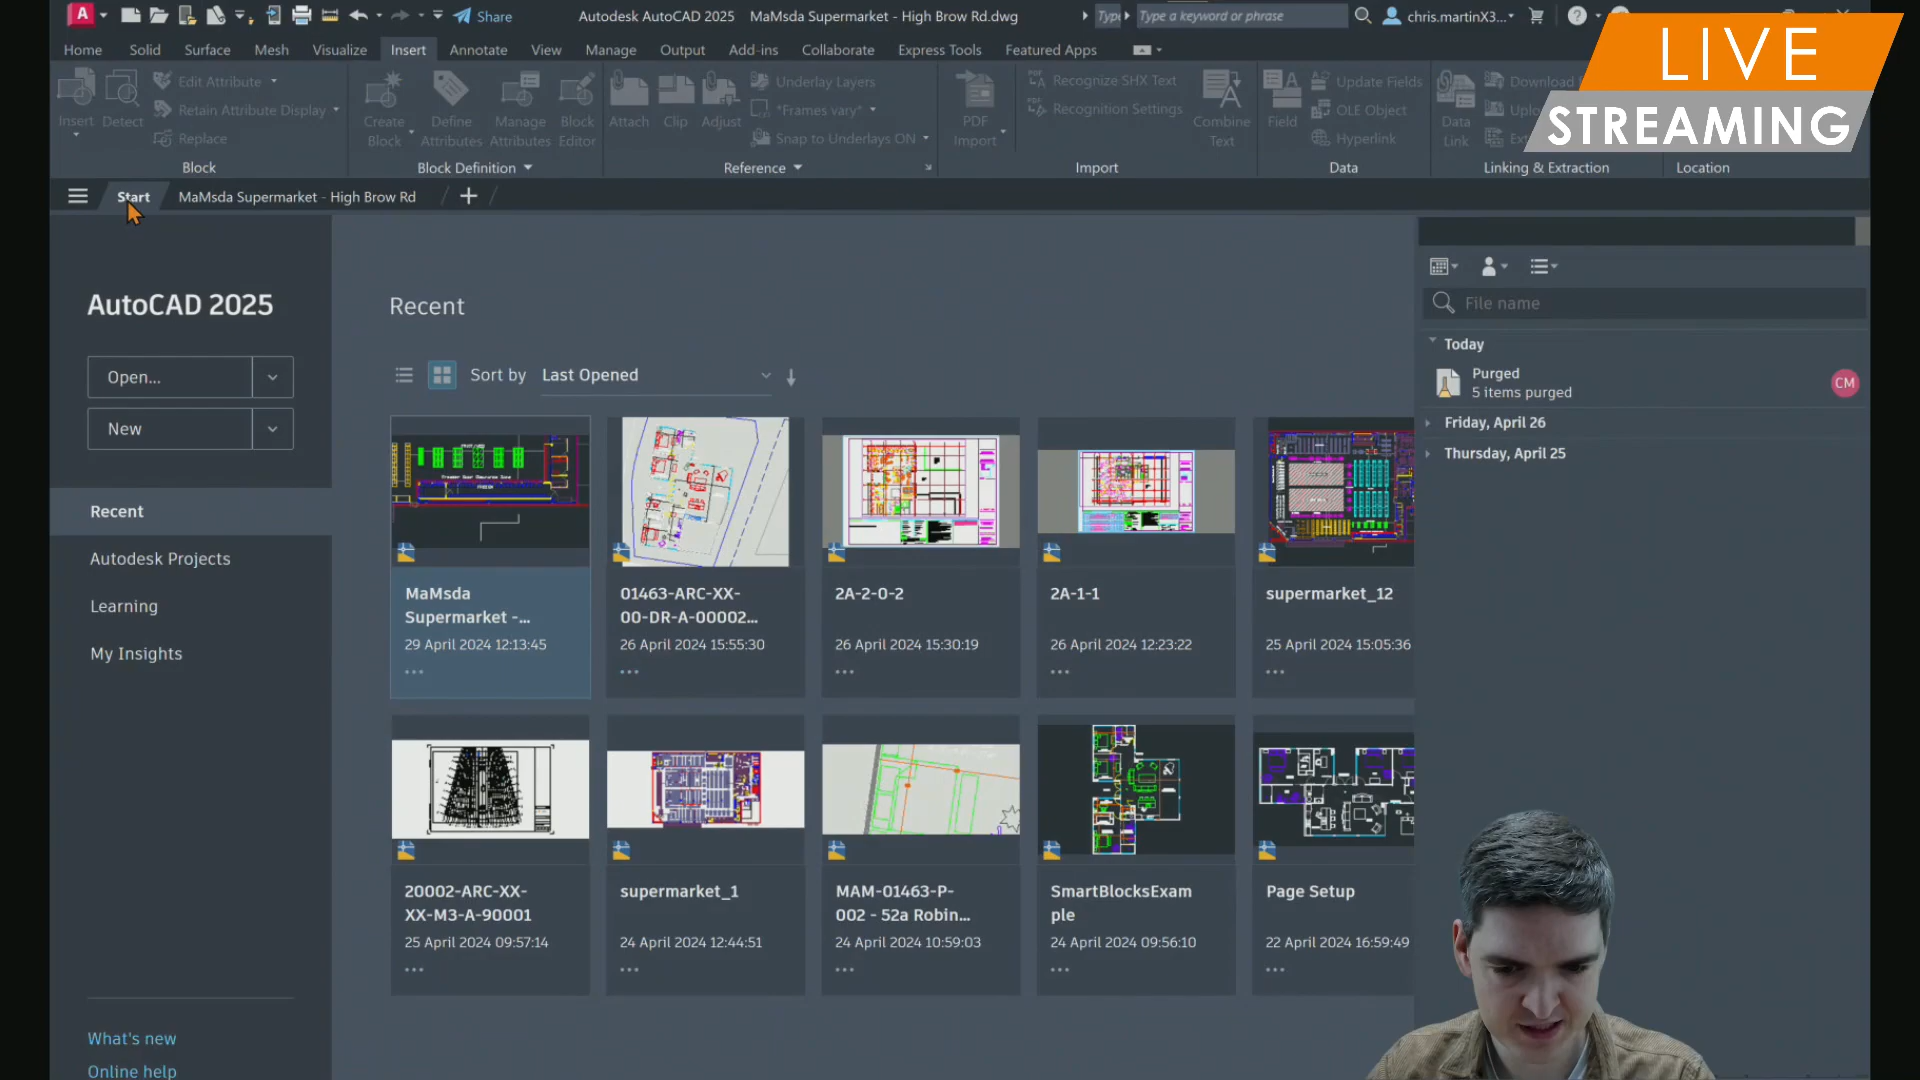 A
Share
Autodesk AutoCAD 2025 MaMsda Supermarket - High Brow Rd.dwg
Type a keyword or phrase
chris.martinX3...
LIVE
STREAMING
Home Solid Surface Mesh Visualize Insert Annotate View Manage Output Add-ins Collaborate Express Tools Featured Apps
Insert
Detect
Edit Attribute
Retain Attribute Display
Replace
Block
Create Block
Define Attributes
Manage Attributes
Block Editor
Block Definition
Attach
Clip
Adjust
Underlay Layers
*Frames vary*
Snap to Underlays ON
Reference
PDF Import
Recognize SHX Text
Recognition Settings
Combine Text
Import
Field
Update Fields
OLE Object
Hyperlink
Data
Data Link
Download
Linking & Extraction
Location
Start
MaMsda Supermarket - High Brow Rd
AutoCAD 2025
Open...
New
Recent
Autodesk Projects
Learning
My Insights
What's new
Online help
Recent
Sort by Last Opened
MaMsda
Supermarket -...
29 April 2024 12:13:45
01463-ARC-XX-
00-DR-A-00002...
26 April 2024 15:55:30
2A-2-0-2
26 April 2024 15:30:19
2A-1-1
26 April 2024 12:23:22
supermarket_12
25 April 2024 15:05:36
20002-ARC-XX-
XX-M3-A-90001
25 April 2024 09:57:14
supermarket_1
24 April 2024 12:44:51
MAM-01463-P-
002 - 52a Robin...
24 April 2024 10:59:03
SmartBlocksExam
ple
24 April 2024 09:56:10
Page Setup
22 April 2024 16:59:49
File name
Today
Purged
5 items purged
CM
Friday, April 26
Thursday, April 25